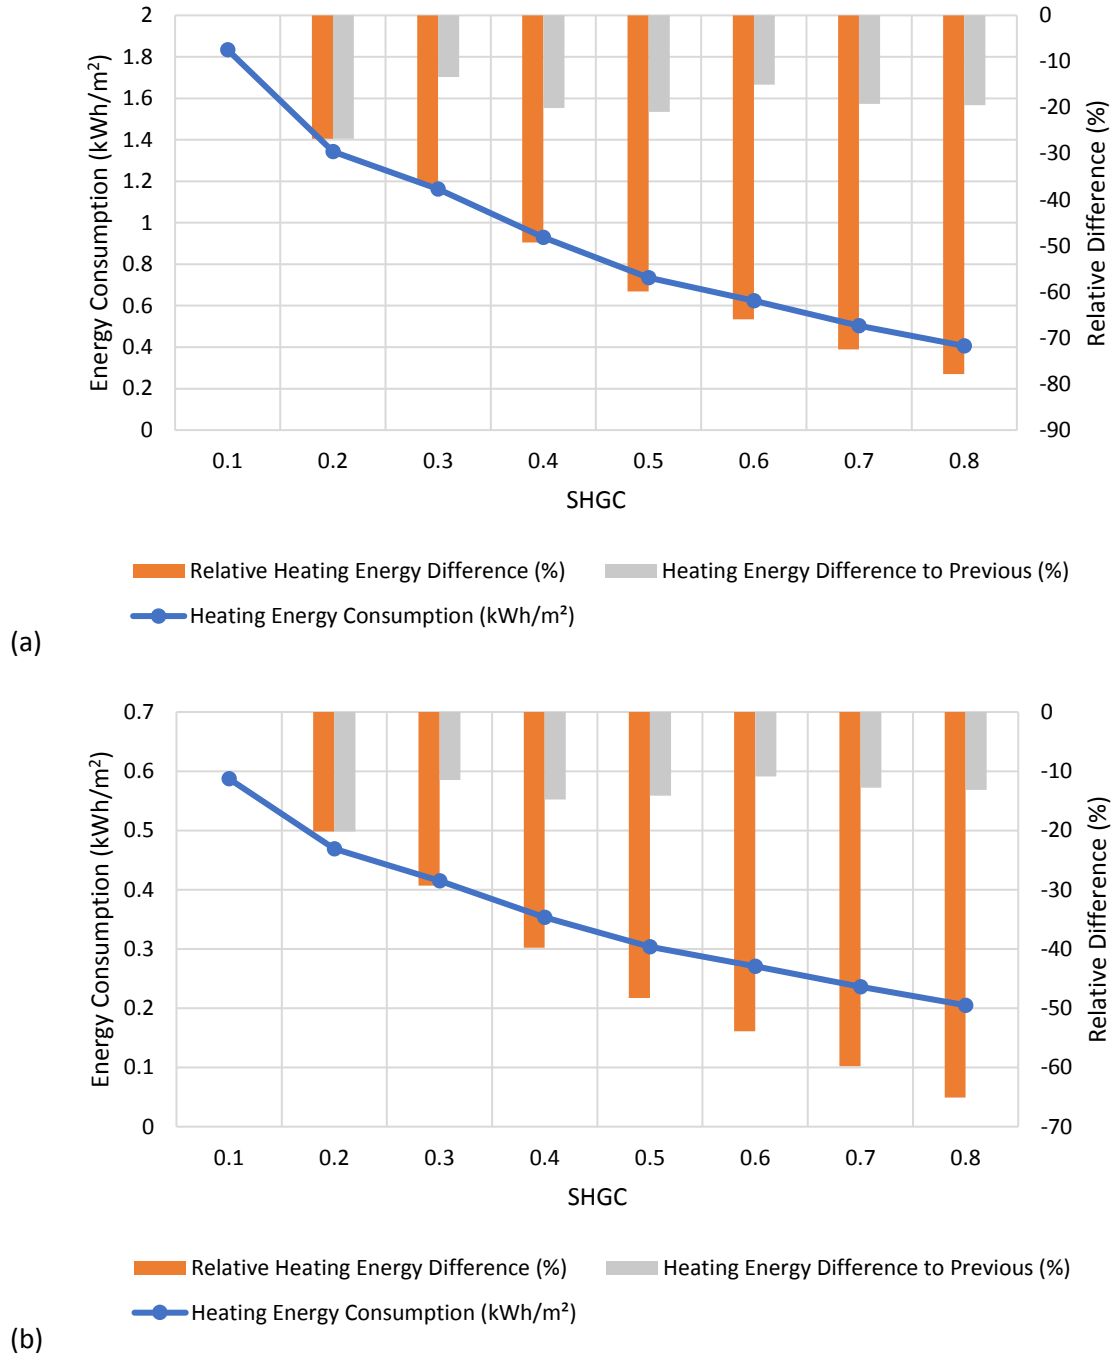 2
1.8
1.6
1.4
1.2
1
0.8
0.6
0.4
0.2
0
Energy Consumption (kWh/m²)
0
-10
-20
-30
-40
-50
-60
-70
-80
-90
Relative Difference (%)
0.1 0.2 0.3 0.4 0.5 0.6 0.7 0.8
SHGC
Relative Heating Energy Difference (%) Heating Energy Difference to Previous (%)
Heating Energy Consumption (kWh/m²)
(a)
0.7
0.6
0.5
0.4
0.3
0.2
0.1
0
Energy Consumption (kWh/m²)
0
-10
-20
-30
-40
-50
-60
-70
Relative Difference (%)
0.1 0.2 0.3 0.4 0.5 0.6 0.7 0.8
SHGC
Relative Heating Energy Difference (%) Heating Energy Difference to Previous (%)
Heating Energy Consumption (kWh/m²)
(b)